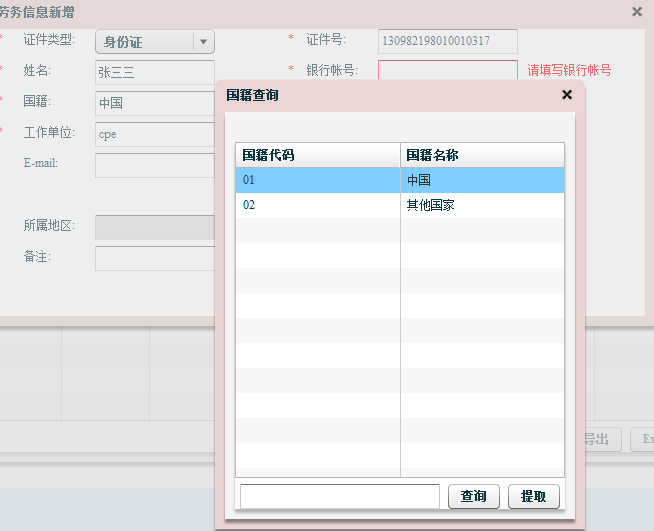 劳务信息新增
* 证件类型: 身份证 * 证件号: 130982198010010317
* 姓名: 张三三 * 银行帐号: 请填写银行帐号
* 国籍: 中国
* 工作单位: cpe
E-mail:
所属地区:
备注:
国籍查询
国籍代码 国籍名称
01 中国
02 其他国家
查询 提取
导出 Ex